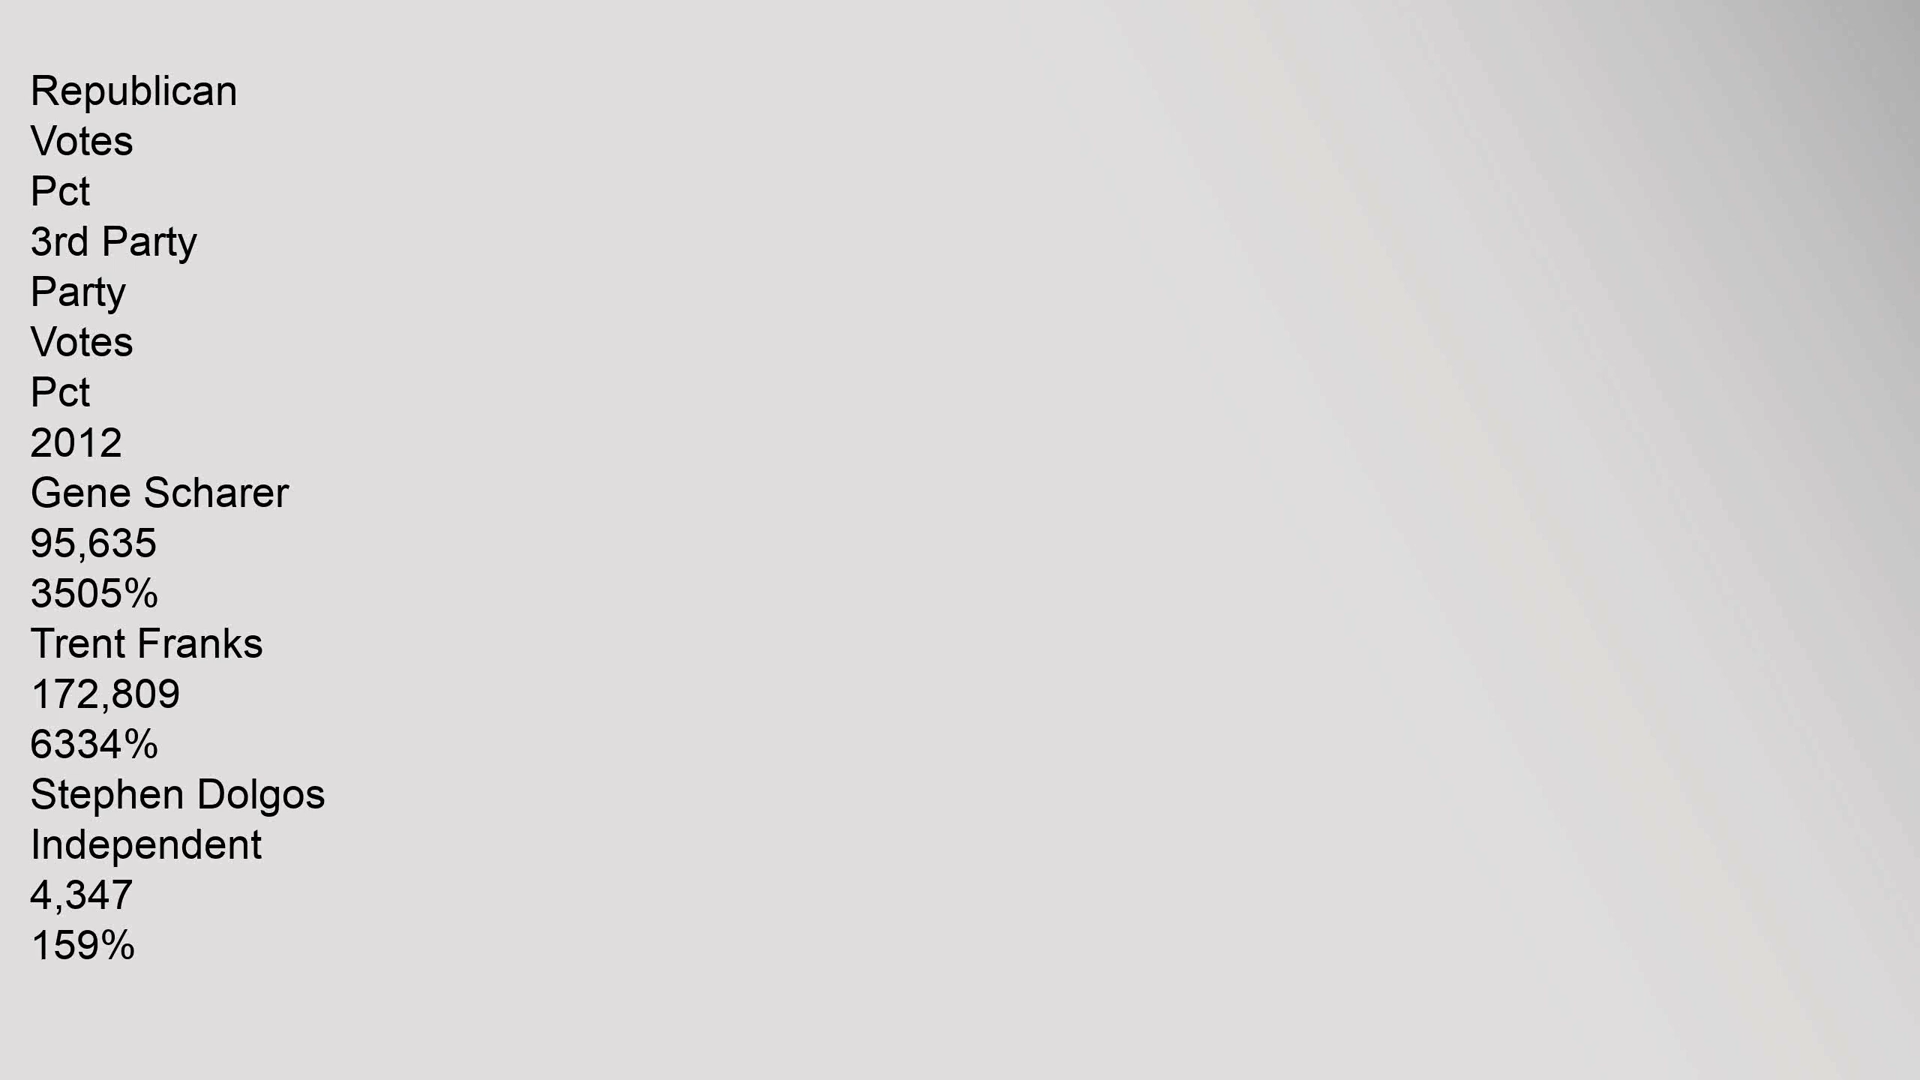 Republican
Votes
Pct
3rd Party
Party
Votes
Pct
2012
Gene Scharer
95,635
3505%
Trent Franks
172,809
6334%
Stephen Dolgos
Independent
4,347
159%